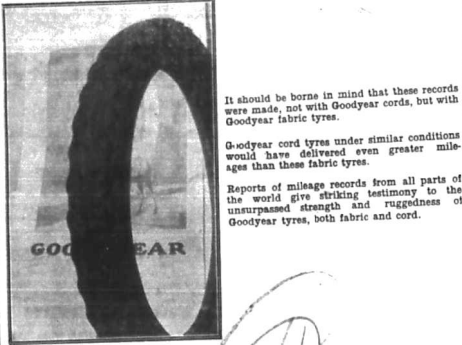 GOO YEAR
It should be borne in mind that these records
were made, not with Goodyear cords, but with
Goodyear fabric tyres.
Goodyear cord tyres under similar conditions
would have delivered even greater mile-
ages than these fabric tyres.
Reports of mileage records from all parts of
the world give striking testimony to the
unsurpassed strength and ruggedness of
Goodyear tyres, both fabric and cord.